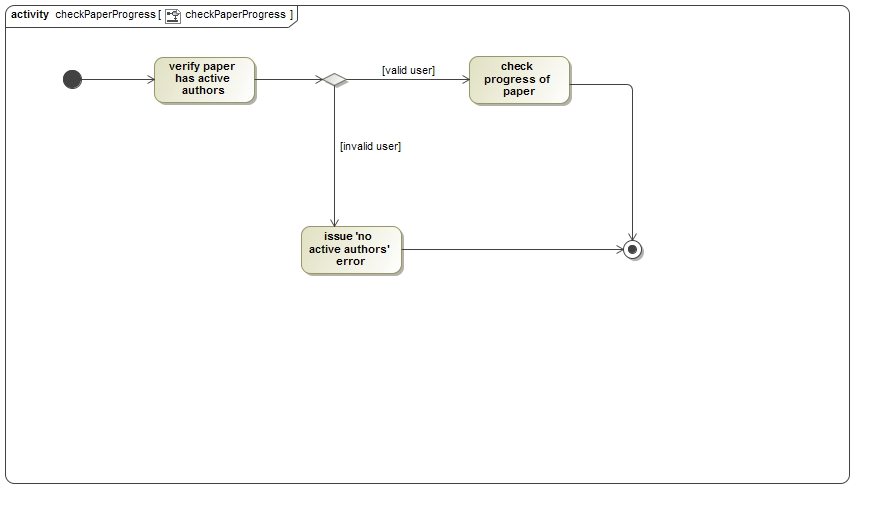 activity checkPaperProgress [ checkPaperProgress ]
verify paper
has active
authors
[valid user]
check
progress of
paper
[invalid user]
issue 'no
active authors'
error